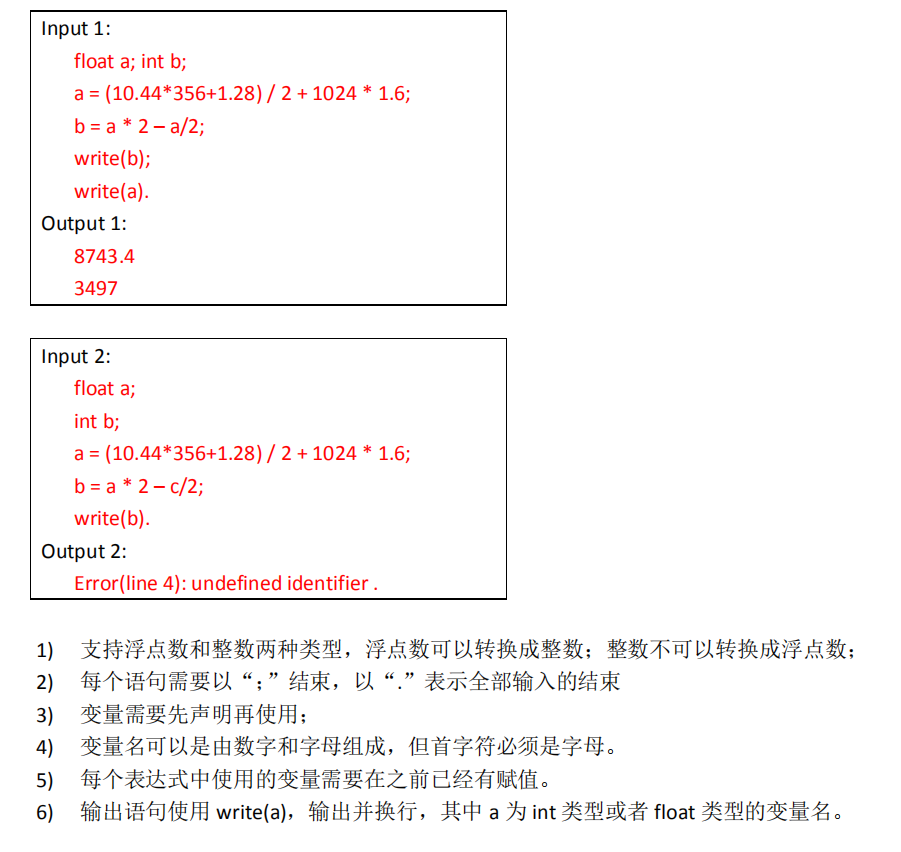 Input 1:
float a; int b;
a = (10.44*356+1.28) / 2 + 1024 * 1.6;
b = a * 2 – a/2;
write(b);
write(a).
Output 1:
8743.4
3497
Input 2:
float a;
int b;
a = (10.44*356+1.28) / 2 + 1024 * 1.6;
b = a * 2 – c/2;
write(b).
Output 2:
Error(line 4): undefined identifier .
1) 支持浮点数和整数两种类型，浮点数可以转换成整数；整数不可以转换成浮点数；
2) 每个语句需要以“；”结束，以“.”表示全部输入的结束
3) 变量需要先声明再使用；
4) 变量名可以是由数字和字母组成，但首字符必须是字母。
5) 每个表达式中使用的变量需要在之前已经有赋值。
6) 输出语句使用 write(a)，输出并换行，其中 a 为 int 类型或者 float 类型的变量名。